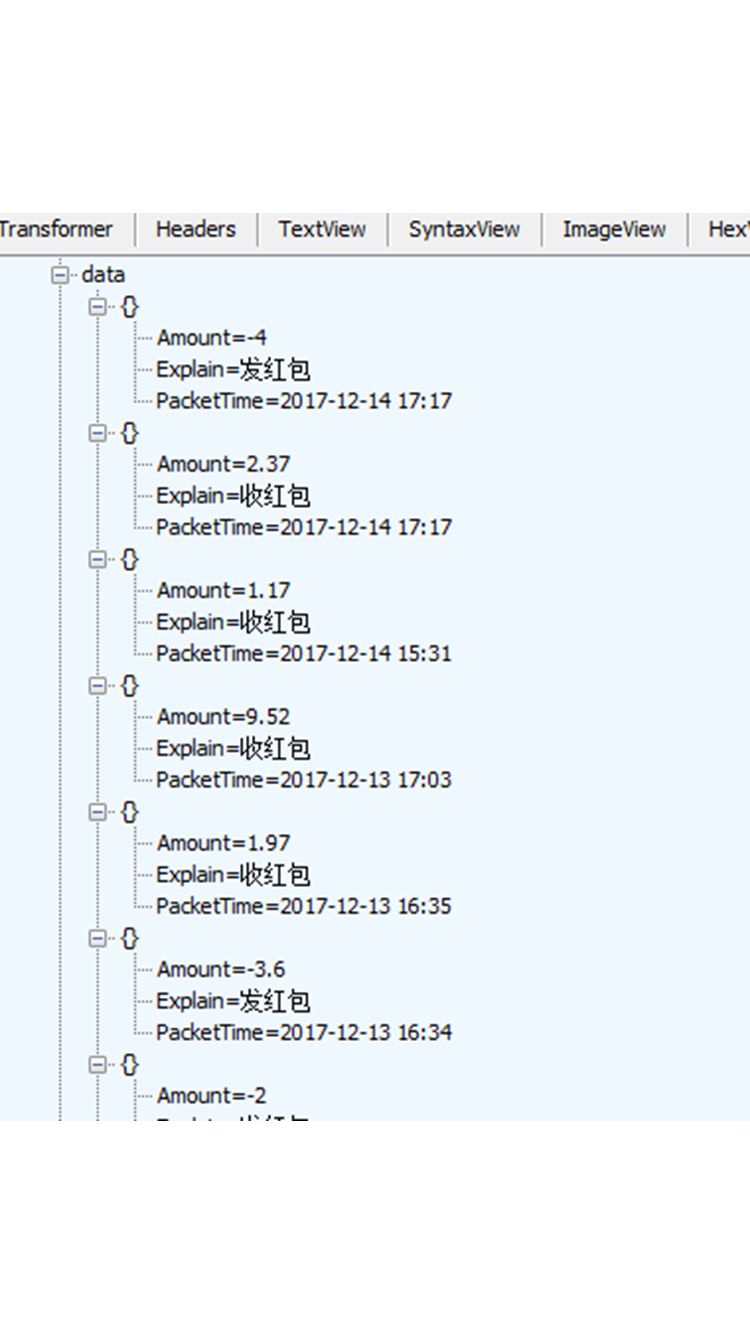 Transformer Headers TextView SyntaxView ImageView Hex
data
{}
Amount=-4
Explain=发红包
PacketTime=2017-12-14 17:17
{}
Amount=2.37
Explain=收红包
PacketTime=2017-12-14 17:17
{}
Amount=1.17
Explain=收红包
PacketTime=2017-12-14 15:31
{}
Amount=9.52
Explain=收红包
PacketTime=2017-12-13 17:03
{}
Amount=1.97
Explain=收红包
PacketTime=2017-12-13 16:35
{}
Amount=-3.6
Explain=发红包
PacketTime=2017-12-13 16:34
{}
Amount=-2